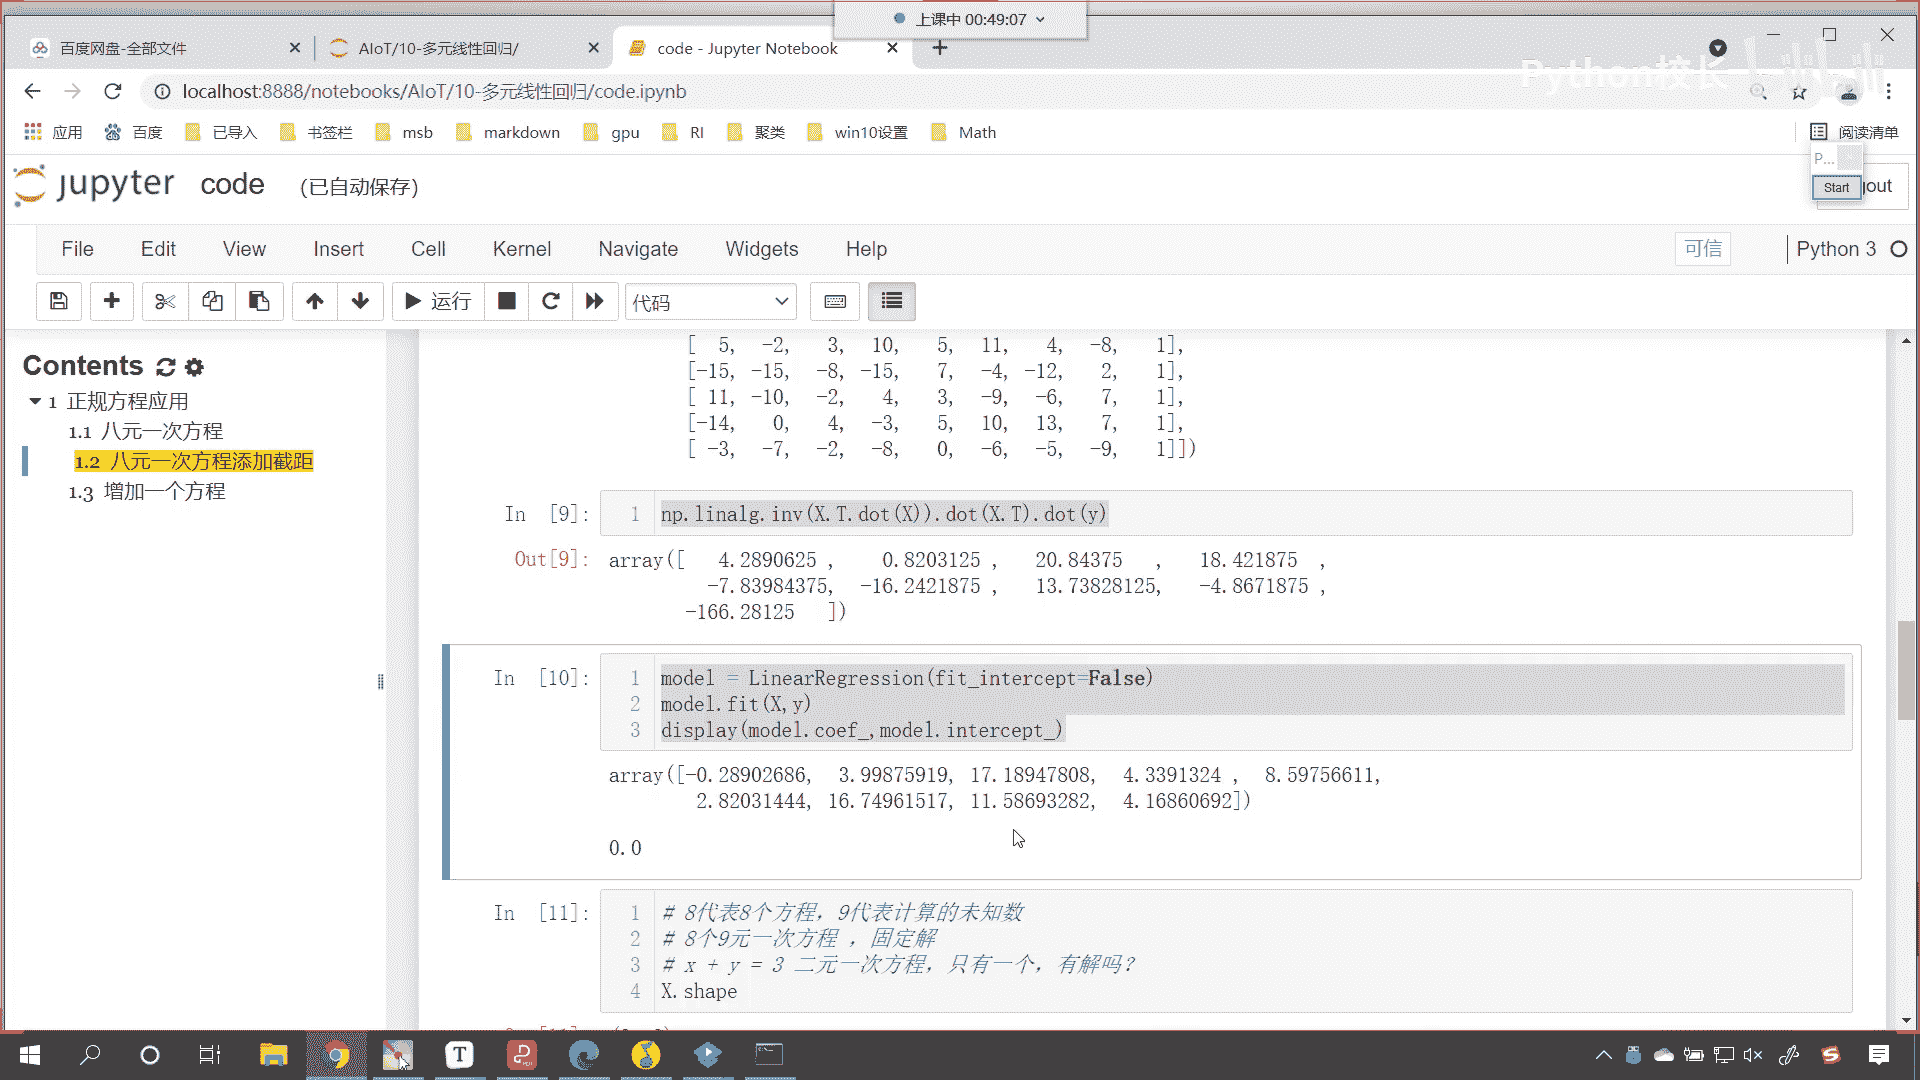 上课中 00:49:07
百度网盘-全部文件
AIoT/10-多元线性回归/
code - Jupyter Notebook
Python校长
localhost:8888/notebooks/AIoT/10-多元线性回归/code.ipynb
应用 百度 已导入 书签栏 msb markdown gpu RI 聚类 win10设置 Math 阅读清单
P...
Start
out
jupyter code (已自动保存)
File Edit View Insert Cell Kernel Navigate Widgets Help 可信 Python 3
运行 代码
Contents
1 正规方程应用
1.1 八元一次方程
1.2 八元一次方程添加截距
1.3 增加一个方程
[ 5, -2, 3, 10, 5, 11, 4, -8, 1],
[-15, -15, -8, -15, 7, -4, -12, 2, 1],
[ 11, -10, -2, 4, 3, -9, -6, 7, 1],
[-14, 0, 4, -3, 5, 10, 13, 7, 1],
[ -3, -7, -2, -8, 0, -6, -5, -9, 1]])
In [9]: 1 np.linalg.inv(X.T.dot(X)).dot(X.T).dot(y)
Out[9]: array([ 4.2890625 , 0.8203125 , 20.84375 , 18.421875 ,
-7.83984375, -16.2421875 , 13.73828125, -4.8671875 ,
-166.28125 ])
In [10]: 1 model = LinearRegression(fit_intercept=False)
2 model.fit(X,y)
3 display(model.coef_,model.intercept_)
array([-0.28902686, 3.99875919, 17.18947808, 4.3391324 , 8.59756611,
2.82031444, 16.74961517, 11.58693282, 4.16860692])
0.0
In [11]: 1 # 8代表8个方程，9代表计算的未知数
2 # 8个9元一次方程 ，固定解
3 # x + y = 3 二元一次方程，只有一个，有解吗？
4 X.shape